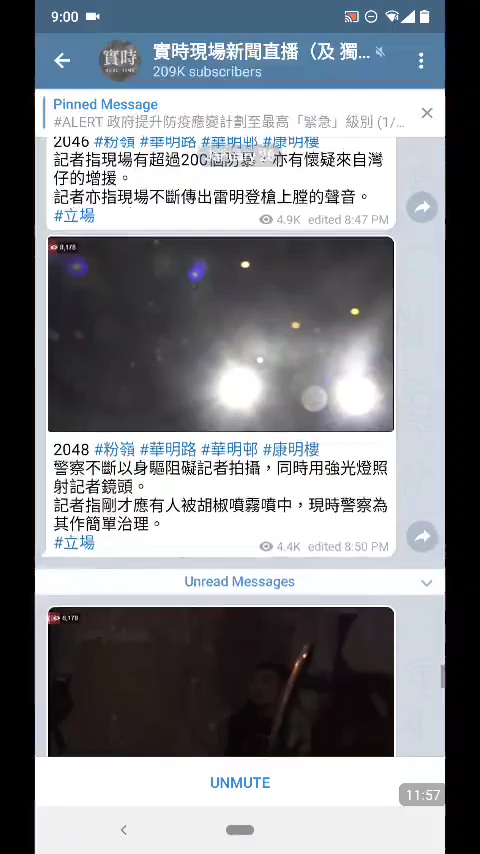 9:00
實時
REAL TIME
實時現場新聞直播（及 獨...
209K subscribers
Pinned Message
#ALERT 政府提升防疫應變計劃至最高「緊急」級別 (1/...
2046 #粉嶺 #華明路 #華明邨 #康明樓
記者指現場有超過200個防暴，亦有懷疑來自灣
仔的增援。
記者亦指現場不斷傳出雷明登槍上膛的聲音。
#立場
4.9K edited 8:47 PM
8,178
2048 #粉嶺 #華明路 #華明邨 #康明樓
警察不斷以身軀阻礙記者拍攝，同時用強光燈照
射記者鏡頭。
記者指剛才應有人被胡椒噴霧噴中，現時警察為
其作簡單治理。
#立場
4.4K edited 8:50 PM
Unread Messages
8,178
UNMUTE
11:57